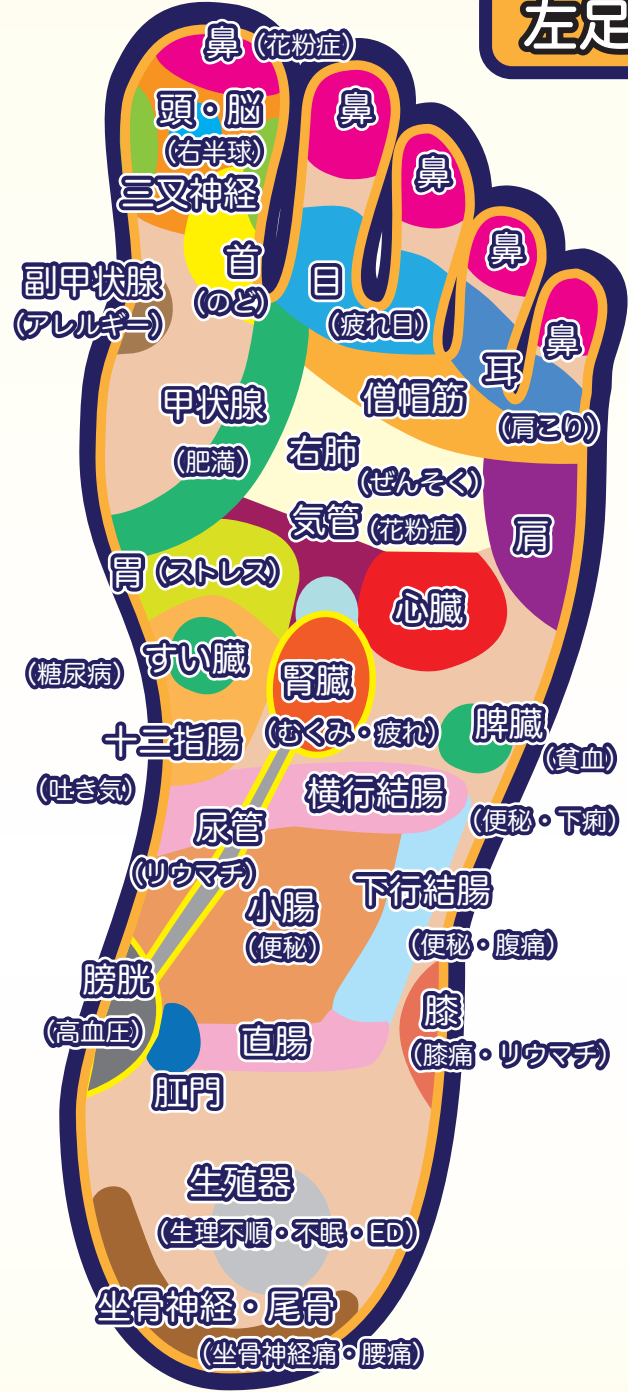 左足
鼻（花粉症）
頭・脳
（右半球）
三叉神経
鼻
鼻
鼻
鼻
首
（のど）
目
（疲れ目）
耳
副甲状腺
（アレルギー）
甲状腺
（肥満）
僧帽筋
（肩こり）
右肺
（ぜんそく）
気管（花粉症）
肩
胃（ストレス）
心臓
すい臓
（糖尿病）
腎臓
（むくみ・疲れ）
脾臓
（貧血）
十二指腸
（吐き気）
横行結腸
（便秘・下痢）
尿管
（リウマチ）
小腸
（便秘）
下行結腸
（便秘・腹痛）
膀胱
（高血圧）
直腸
膝
（膝痛・リウマチ）
肛門
生殖器
（生理不順・不眠・ED）
坐骨神経・尾骨
（坐骨神経痛・腰痛）